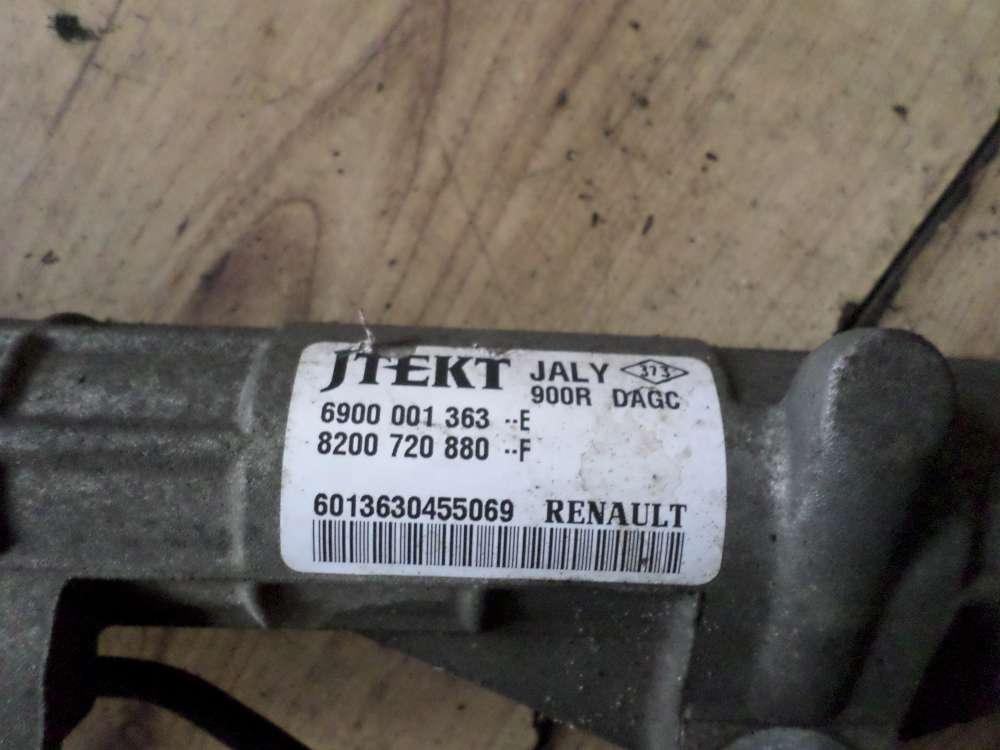 JTEKT JALY 373
900R DAGC
6900 001 363 --E
8200 720 880 --F
6013630455069 RENAULT